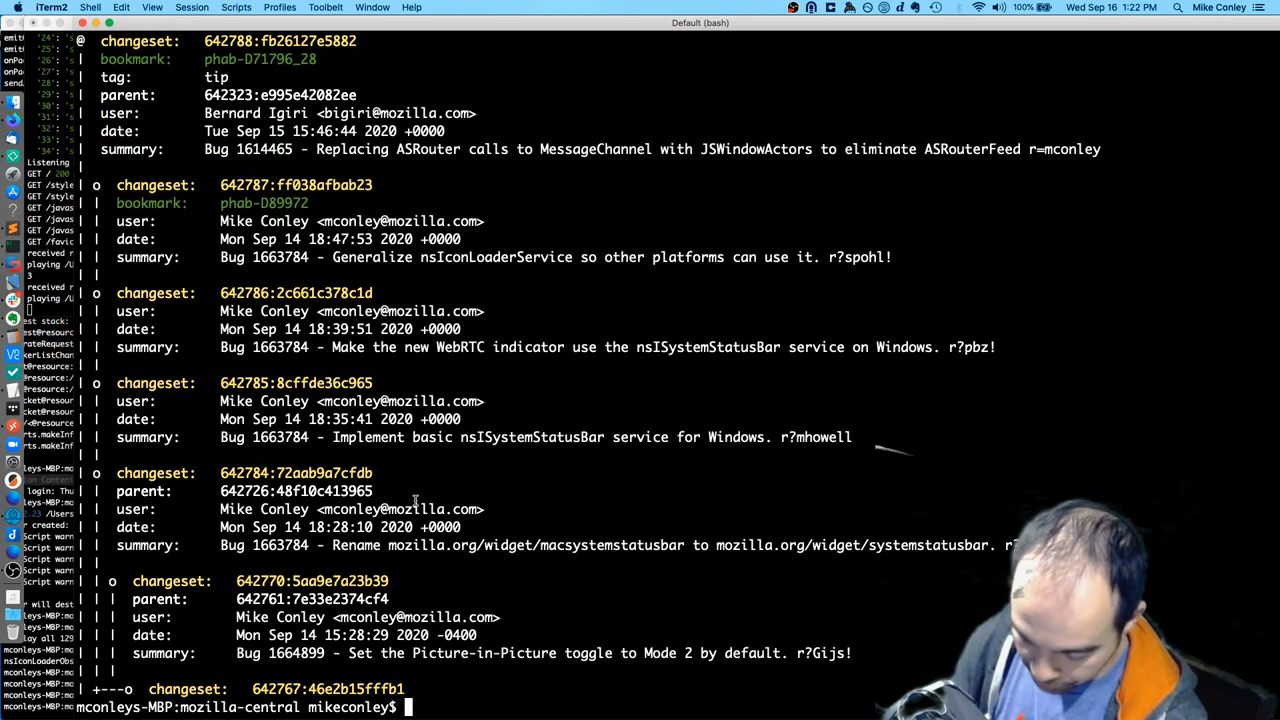 iTerm2 Shell Edit View Session Scripts Profiles Toolbelt Window Help 100% Wed Sep 16 1:22 PM Mike Conley
Default (bash)
@ changeset: 642788:fb26127e5882
| bookmark: phab-D71796_28
| tag: tip
| parent: 642323:e995e42082ee
| user: Bernard Igiri <bigiri@mozilla.com>
| date: Tue Sep 15 15:46:44 2020 +0000
| summary: Bug 1614465 - Replacing ASRouter calls to MessageChannel with JSWindowActors to eliminate ASRouterFeed r=mconley
|
| o changeset: 642787:ff038afbab23
| | bookmark: phab-D89972
| | user: Mike Conley <mconley@mozilla.com>
| | date: Mon Sep 14 18:47:53 2020 +0000
| | summary: Bug 1663784 - Generalize nsIconLoaderService so other platforms can use it. r?spohl!
| |
| o changeset: 642786:2c661c378c1d
| | user: Mike Conley <mconley@mozilla.com>
| | date: Mon Sep 14 18:39:51 2020 +0000
| | summary: Bug 1663784 - Make the new WebRTC indicator use the nsISystemStatusBar service on Windows. r?pbz!
| |
| o changeset: 642785:8cffde36c965
| | user: Mike Conley <mconley@mozilla.com>
| | date: Mon Sep 14 18:35:41 2020 +0000
| | summary: Bug 1663784 - Implement basic nsISystemStatusBar service for Windows. r?mhowell
| |
| o changeset: 642784:72aab9a7cfdb
| | parent: 642726:48f10c413965
| | user: Mike Conley <mconley@mozilla.com>
| | date: Mon Sep 14 18:28:10 2020 +0000
| | summary: Bug 1663784 - Rename mozilla.org/widget/macsystemstatusbar to mozilla.org/widget/systemstatusbar.
| |
| | o changeset: 642770:5aa9e7a23b39
| | | parent: 642761:7e33e2374cf4
| | | user: Mike Conley <mconley@mozilla.com>
| | | date: Mon Sep 14 15:28:29 2020 -0400
| | | summary: Bug 1664899 - Set the Picture-in-Picture toggle to Mode 2 by default. r?Gijs!
| | |
| +---o changeset: 642767:46e2b15fffb1
mconleys-MBP:mozilla-central mikeconley$